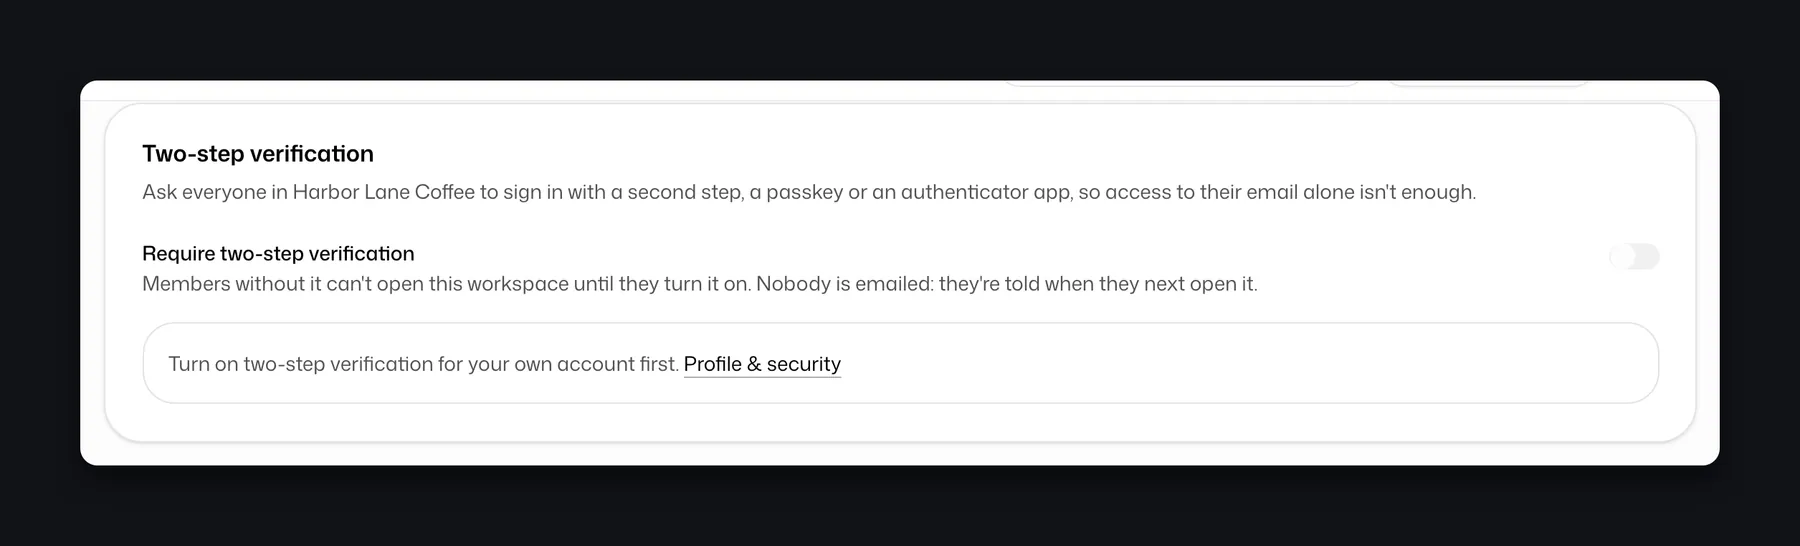 Two-step verification
Ask everyone in Harbor Lane Coffee to sign in with a second step, a passkey or an authenticator app, so access to their email alone isn't enough.
Require two-step verification
Members without it can't open this workspace until they turn it on. Nobody is emailed: they're told when they next open it.
Turn on two-step verification for your own account first. Profile & security